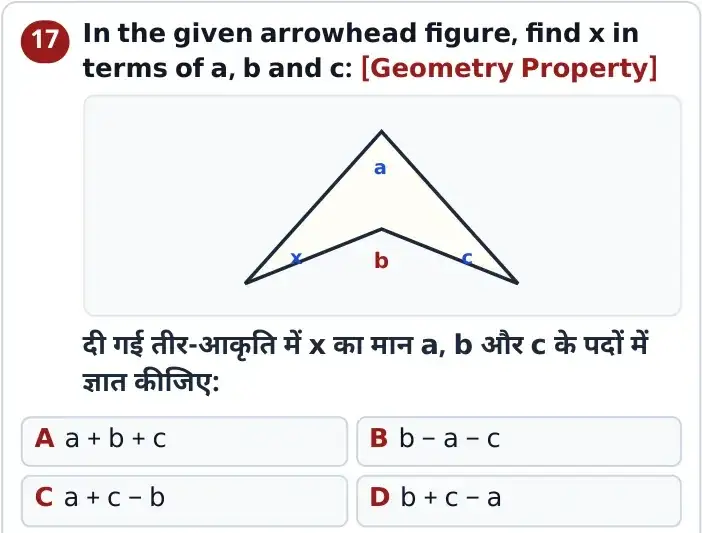 17 In the given arrowhead figure, find x in
terms of a, b and c: [Geometry Property]
a
x b c
दी गई तीर-आकृति में x का मान a, b और c के पदों में
ज्ञात कीजिए:
A a + b + c
B b − a − c
C a + c − b
D b + c − a